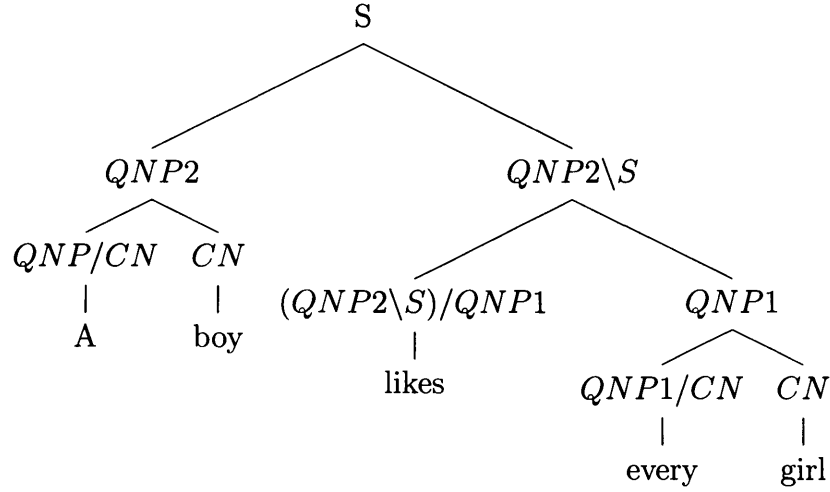 S
QNP2 QNP2\S
QNP/CN CN
(QNP2\S)/QNP1 QNP1
A boy
likes
QNP1/CN CN
every girl